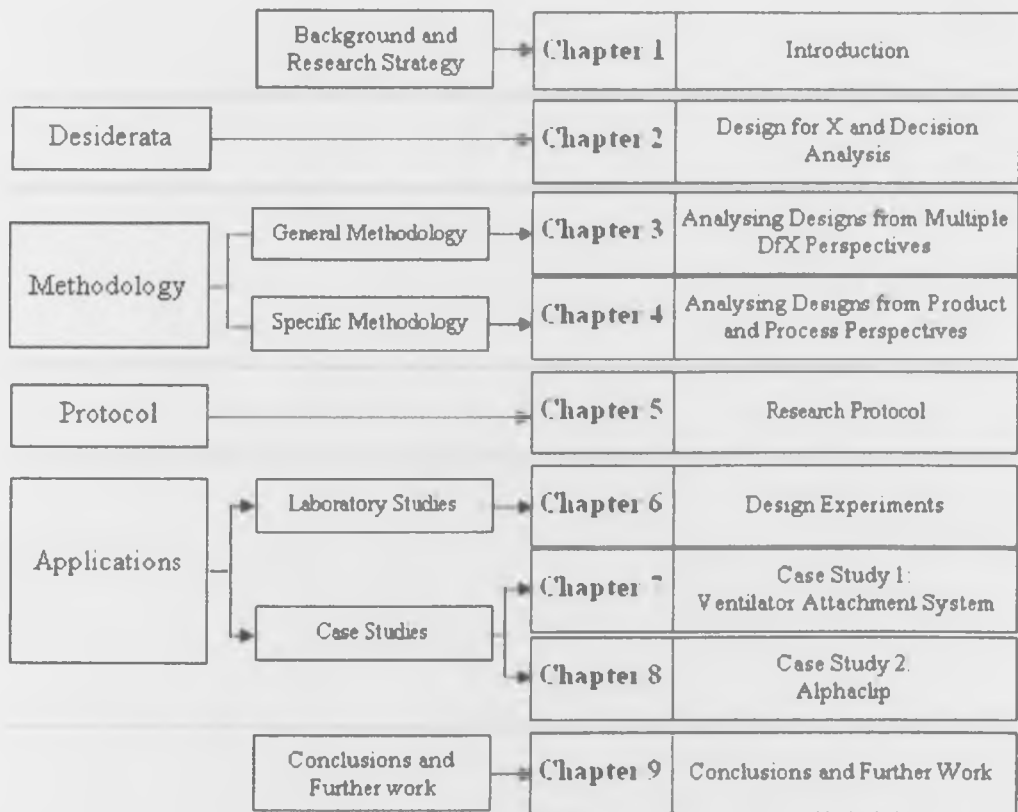 Background and
Research Strategy
Chapter 1
Introduction
Desiderata
Chapter 2
Design for X and Decision
Analysis
Methodology
General Methodology
Chapter 3
Analysing Designs from Multiple
DfX Perspectives
Specific Methodology
Chapter 4
Analysing Designs from Product
and Process Perspectives
Protocol
Chapter 5
Research Protocol
Applications
Laboratory Studies
Chapter 6
Design Experiments
Case Studies
Chapter 7
Case Study 1:
Ventilator Attachment System
Chapter 8
Case Study 2:
Alphaclip
Conclusions and
Further work
Chapter 9
Conclusions and Further Work